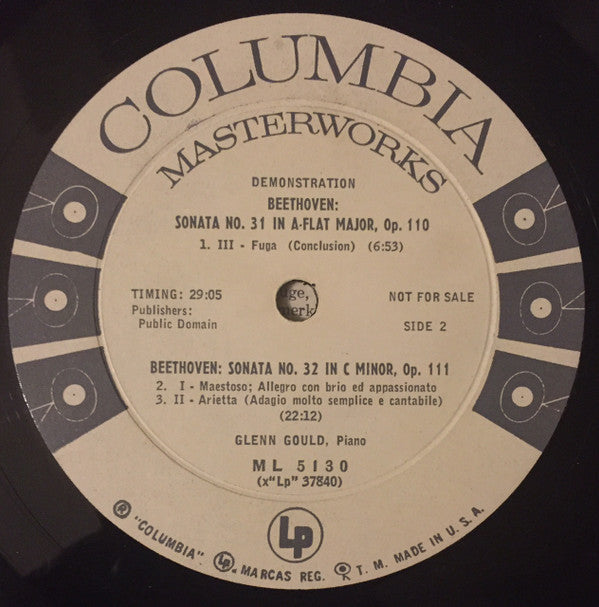 COLUMBIA
MASTERWORKS
DEMONSTRATION
BEETHOVEN:
SONATA NO. 31 IN A-FLAT MAJOR, Op. 110
1. III - Fuga (Conclusion) (6:53)
TIMING: 29:05
Publishers:
Public Domain
NOT FOR SALE
SIDE 2
BEETHOVEN: SONATA NO. 32 IN C MINOR, Op. 111
2. I - Maestoso; Allegro con brio ed appassionato
3. II - Arietta (Adagio molto semplice e cantabile)
(22:12)
GLENN GOULD, Piano
ML 5130
(x"Lp" 37840)
Lp
® "COLUMBIA", Lp, MARCAS REG. T. M. MADE IN U. S. A.